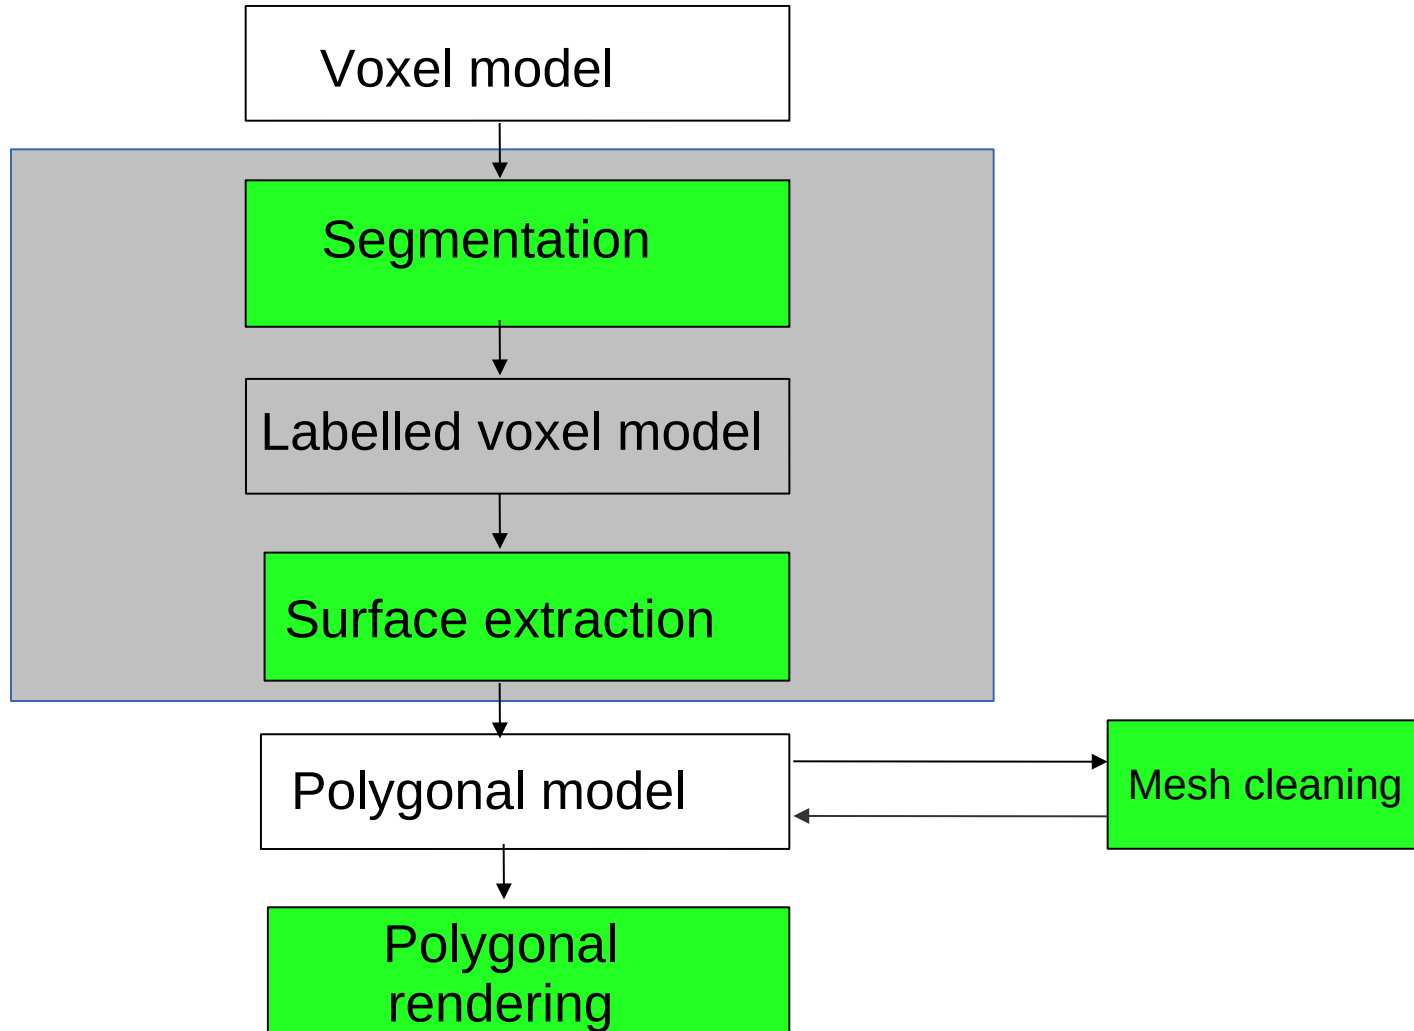 Voxel model
Segmentation
Labelled voxel model
Surface extraction
Polygonal model
Mesh cleaning
Polygonal
rendering